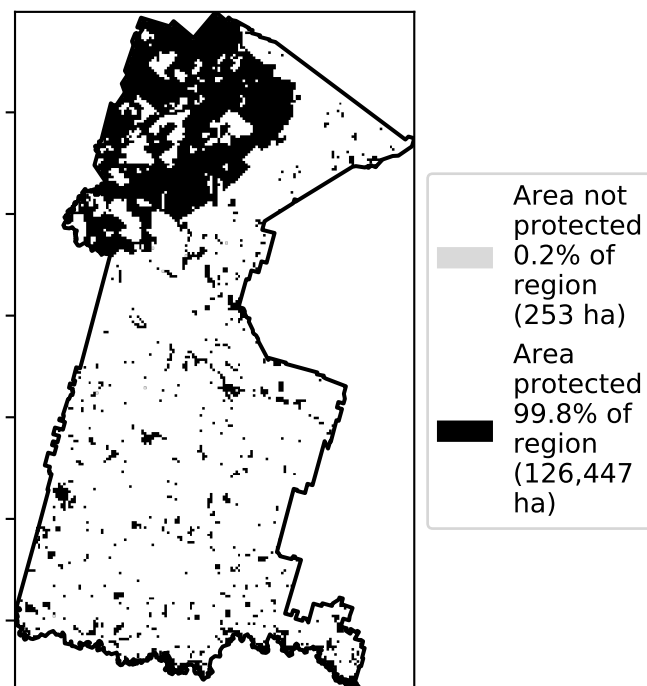 Area not
protected
0.2% of
region
(253 ha)
Area
protected
99.8% of
region
(126,447
ha)